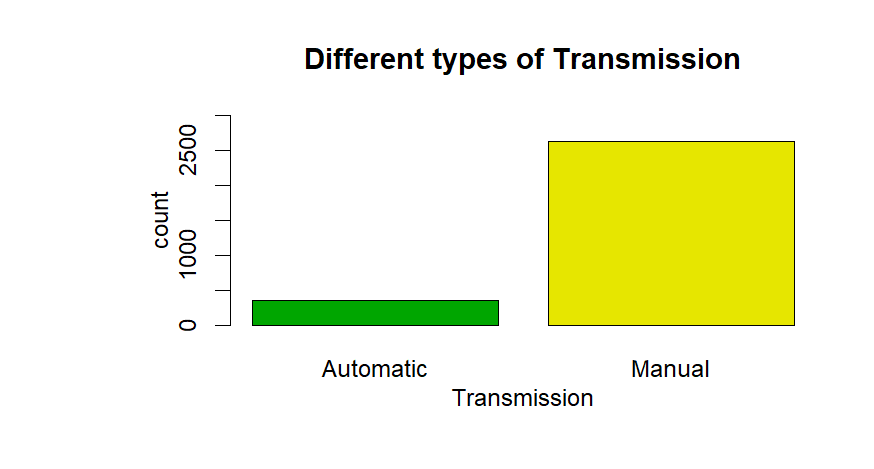 Different types of Transmission
count
2500
1000
0
Automatic Manual
Transmission